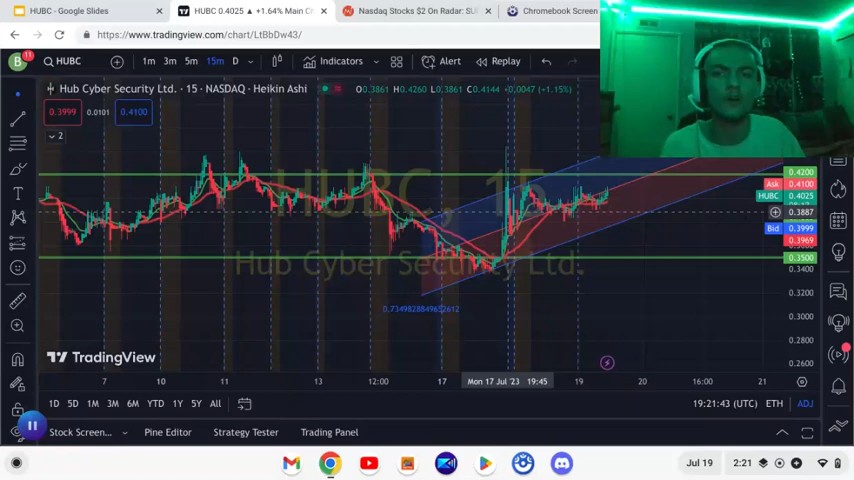 HUBC - Google Slides
HUBC 0.4025 ▲ +1.64% Main Ch
Nasdaq Stocks $2 On Radar: SU
Chromebook Screen
https://www.tradingview.com/chart/LtBbDw43/
B
11
HUBC
1m 3m 5m 15m D
Indicators
Alert
Replay
Hub Cyber Security Ltd. · 15 · NASDAQ · Heikin Ashi
O0.3861 H0.4260 L0.3861 C0.4144 +0.0047 (+1.15%)
0.3999 0.0101 0.4100
2
HUBC, 15
Hub Cyber Security Ltd.
0.4200
Ask 0.4100
HUBC 0.4025
0.3887
Bid 0.3999
0.3969
0.3500
0.3400
0.3200
0.3000
0.2800
0.2600
TradingView
7 10 11 13 12:00 17 Mon 17 Jul '23 19:45 19 20 16:00 21
1D 5D 1M 3M 6M YTD 1Y 5Y All
19:21:43 (UTC) ETH ADJ
Stock Screen... Pine Editor Strategy Tester Trading Panel
Jul 19 2:21